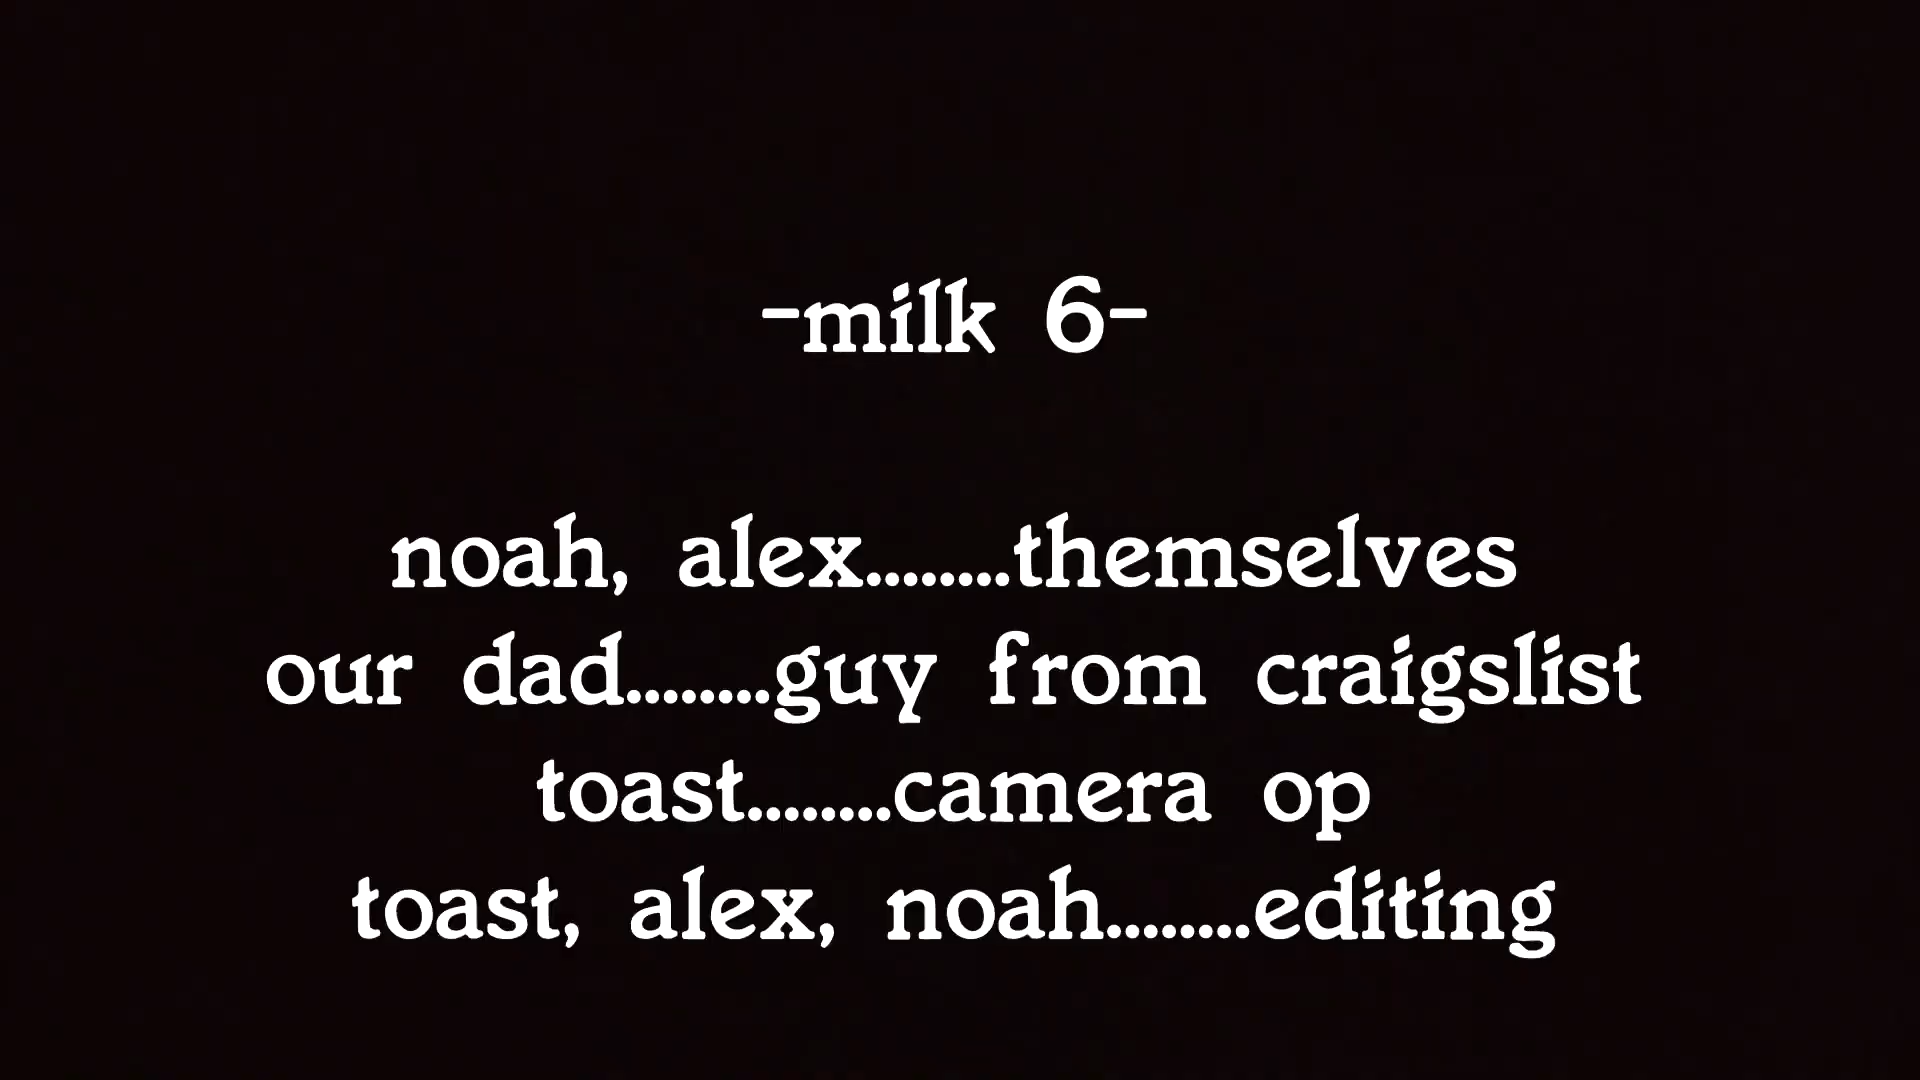 -milk 6-
noah, alex........themselves
our dad........guy from craigslist
toast........camera op
toast, alex, noah........editing